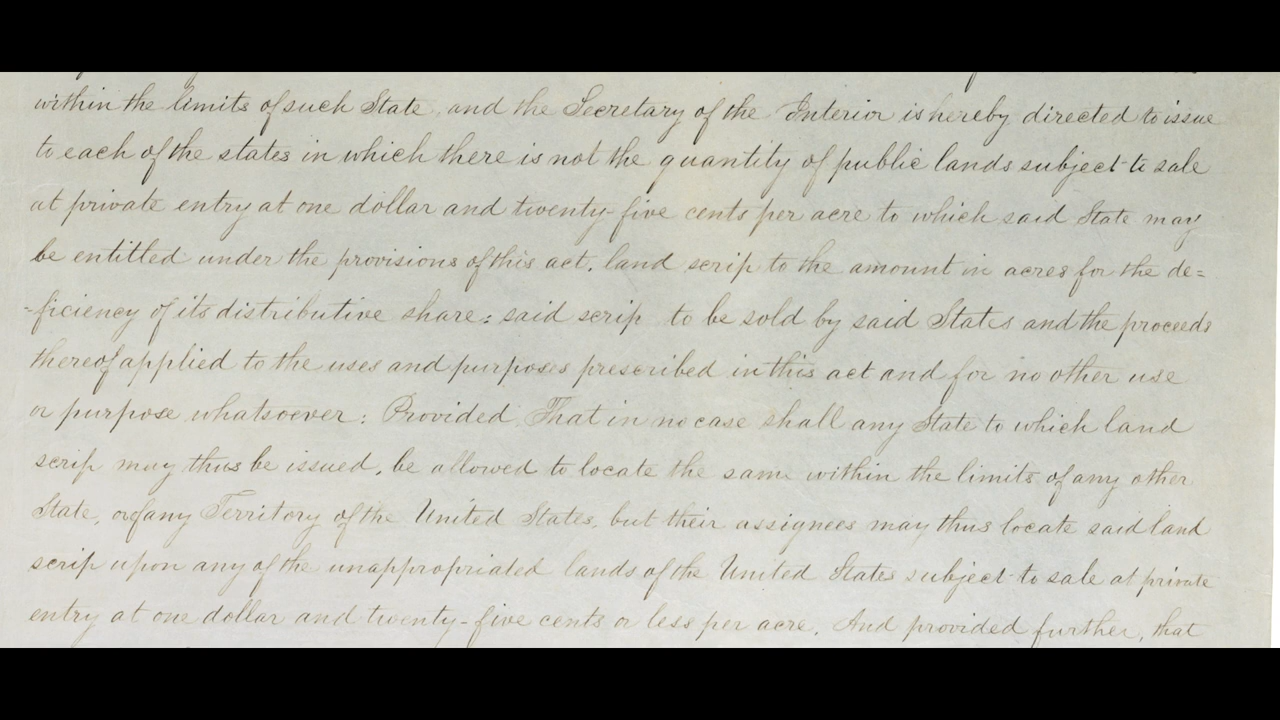 within the limits of such State, and the Secretary of the Interior is hereby directed to issue
to each of the states in which there is not the quantity of public lands subject to sale
at private entry at one dollar and twenty-five cents per acre to which said State may
be entitled under the provisions of this act, land scrip to the amount in acres for the de=
-ficiency of its distributive share: said scrip to be sold by said States and the proceeds
thereof applied to the uses and purposes prescribed in this act and for no other use
or purpose whatsoever: Provided, That in no case shall any State to which land
scrip may thus be issued, be allowed to locate the same within the limits of any other
State, or of any Territory of the United States, but their assignees may thus locate said land
scrip upon any of the unappropriated lands of the United States subject to sale at private
entry at one dollar and twenty-five cents or less per acre. And provided further, that